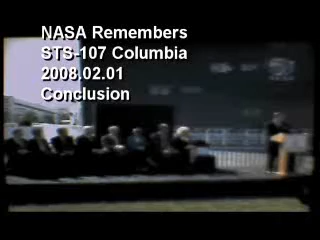 NASA Remembers
STS-107 Columbia
2008.02.01
Conclusion